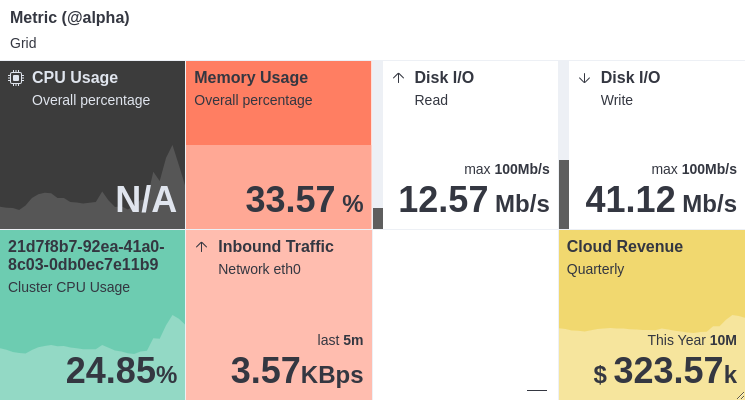 Metric (@alpha)
Grid
CPU Usage
Overall percentage
N/A
Memory Usage
Overall percentage
33.57 %
Disk I/O
Read
max 100Mb/s
12.57 Mb/s
Disk I/O
Write
max 100Mb/s
41.12 Mb/s
21d7f8b7-92ea-41a0-
8c03-0db0ec7e11b9
Cluster CPU Usage
24.85%
Inbound Traffic
Network eth0
last 5m
3.57KBps
—
Cloud Revenue
Quarterly
This Year 10M
$ 323.57k